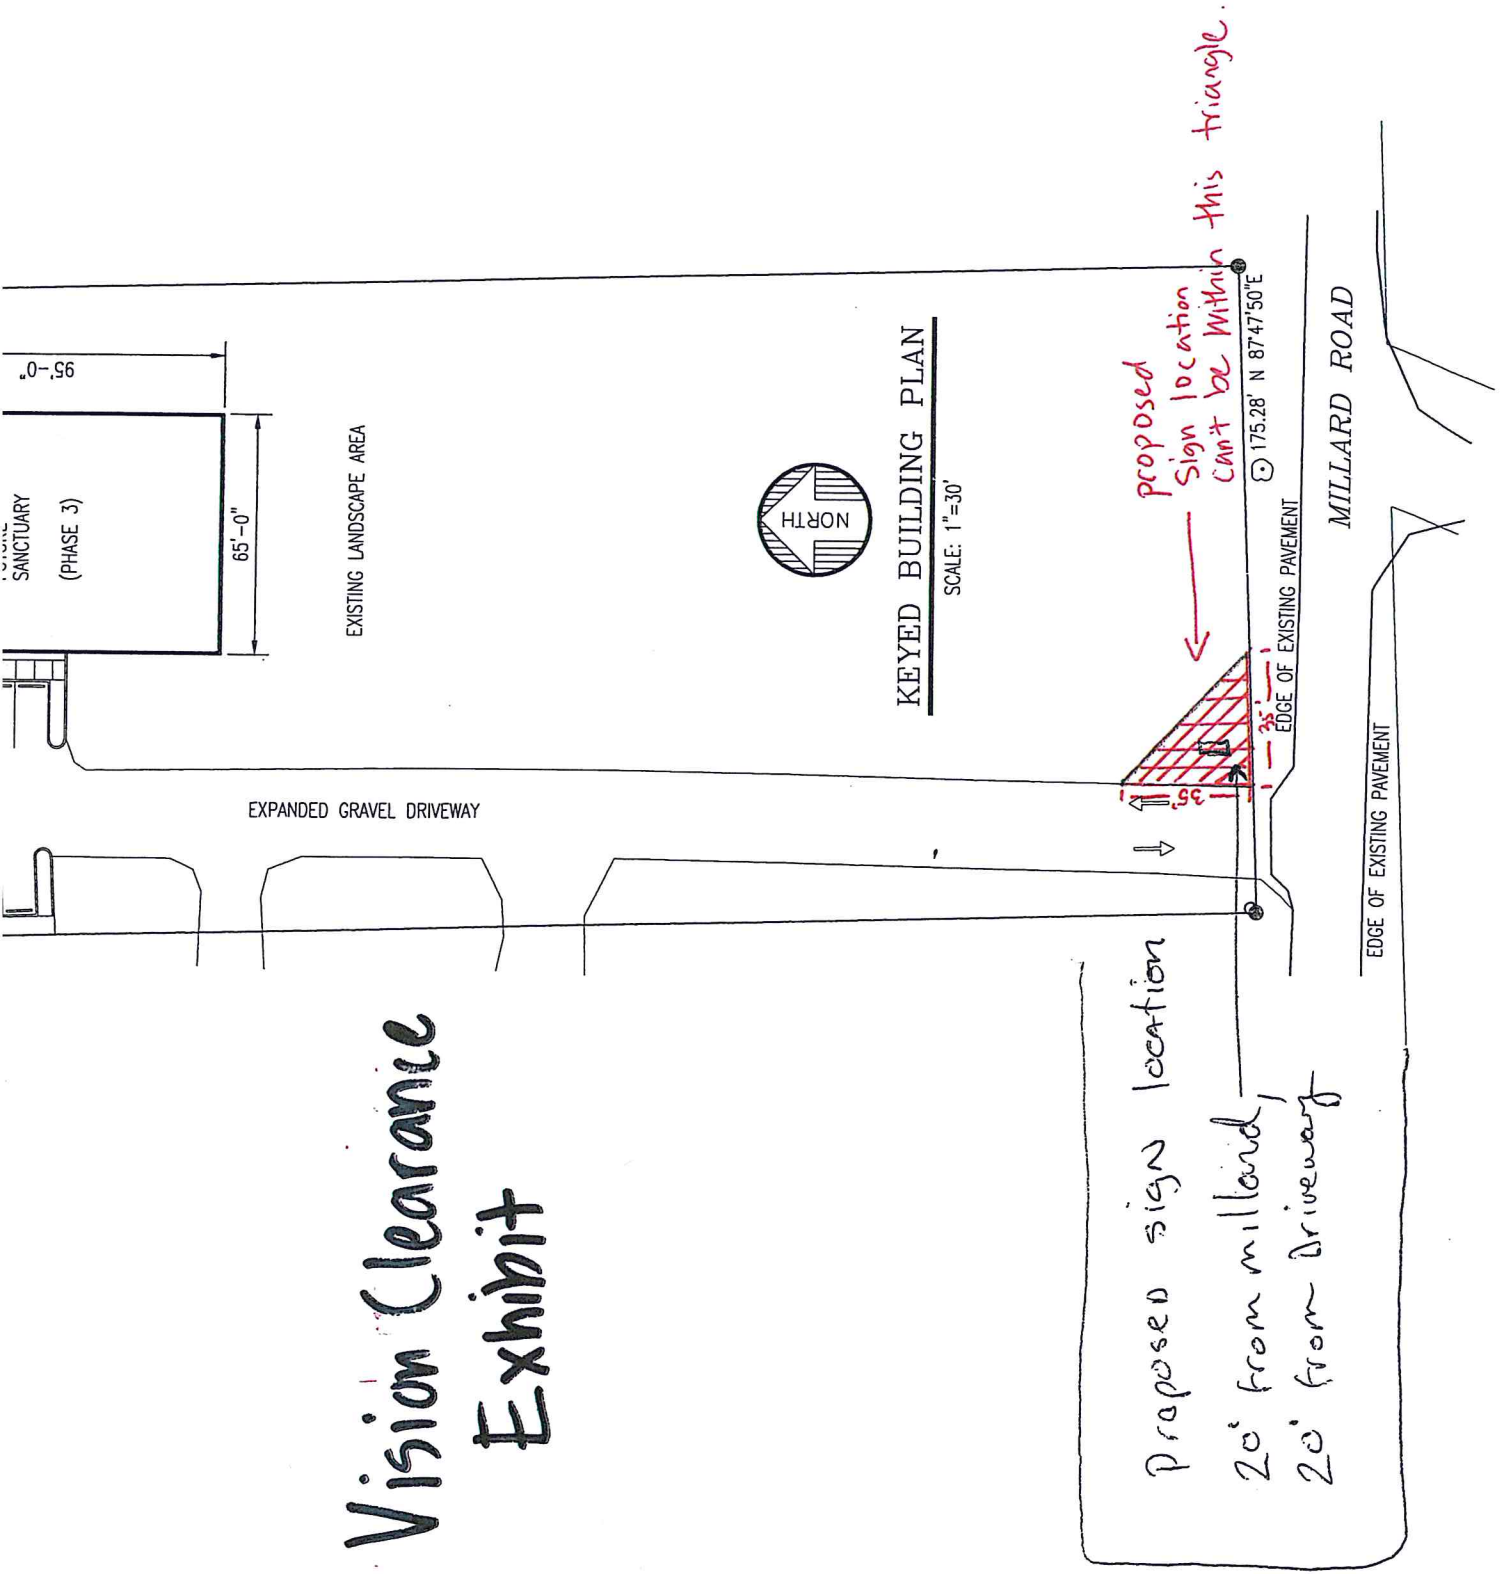 Vision Clearance
Exhibit
95'-0"
SANCTUARY
(PHASE 3)
65'-0"
EXISTING LANDSCAPE AREA
EXPANDED GRAVEL DRIVEWAY
NORTH
KEYED BUILDING PLAN
SCALE: 1"=30'
proposed
Sign location
can't be within this triangle.
35'
35'
175.28' N 87°47'50"E
EDGE OF EXISTING PAVEMENT
MILLARD ROAD
EDGE OF EXISTING PAVEMENT
proposed sign location
20' from millard,
20' from Driveway